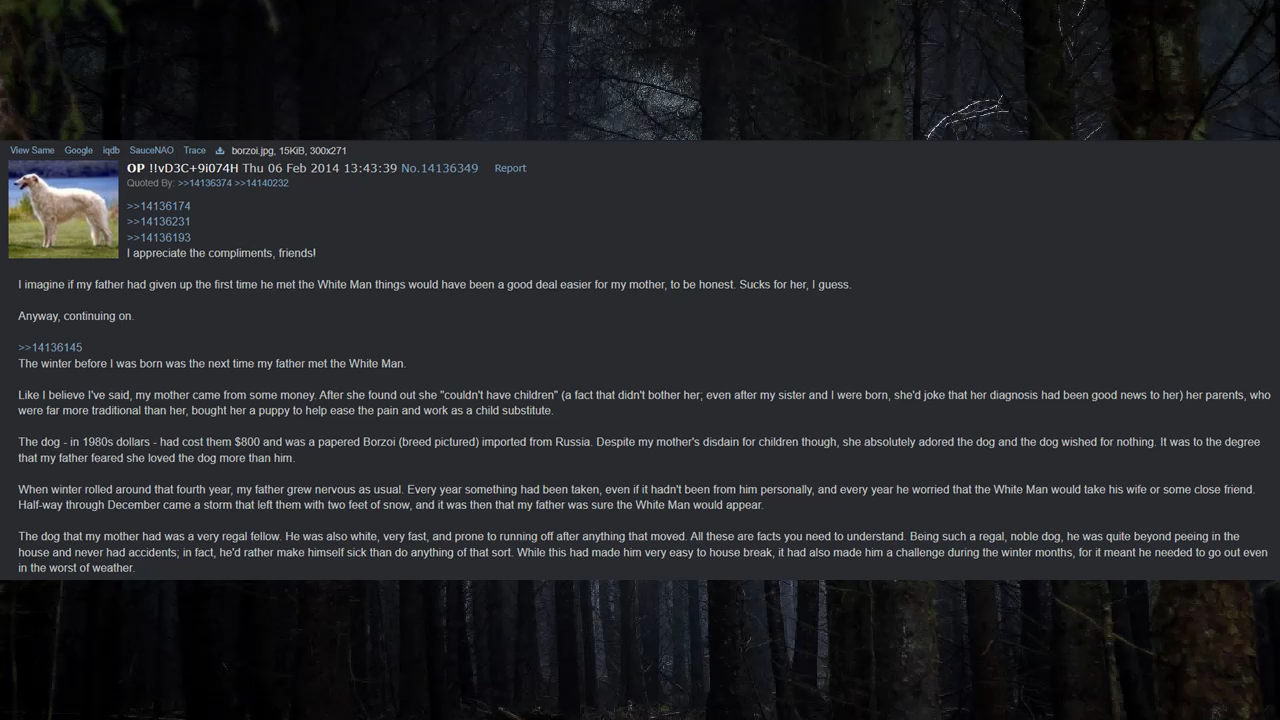 View Same Google iqdb SauceNAO Trace borzoi.jpg, 15KiB, 300x271
OP !!vD3C+9i074H Thu 06 Feb 2014 13:43:39 No.14136349 Report
Quoted By: >>14136374 >>14140232
>>14136174
>>14136231
>>14136193
I appreciate the compliments, friends!
I imagine if my father had given up the first time he met the White Man things would have been a good deal easier for my mother, to be honest. Sucks for her, I guess.
Anyway, continuing on.
>>14136145
The winter before I was born was the next time my father met the White Man.
Like I believe I've said, my mother came from some money. After she found out she "couldn't have children" (a fact that didn't bother her; even after my sister and I were born, she'd joke that her diagnosis had been good news to her) her parents, who
were far more traditional than her, bought her a puppy to help ease the pain and work as a child substitute.
The dog - in 1980s dollars - had cost them $800 and was a papered Borzoi (breed pictured) imported from Russia. Despite my mother's disdain for children though, she absolutely adored the dog and the dog wished for nothing. It was to the degree
that my father feared she loved the dog more than him.
When winter rolled around that fourth year, my father grew nervous as usual. Every year something had been taken, even if it hadn't been from him personally, and every year he worried that the White Man would take his wife or some close friend.
Half-way through December came a storm that left them with two feet of snow, and it was then that my father was sure the White Man would appear.
The dog that my mother had was a very regal fellow. He was also white, very fast, and prone to running off after anything that moved. All these are facts you need to understand. Being such a regal, noble dog, he was quite beyond peeing in the
house and never had accidents; in fact, he'd rather make himself sick than do anything of that sort. While this had made him very easy to house break, it had also made him a challenge during the winter months, for it meant he needed to go out even
in the worst of weather.